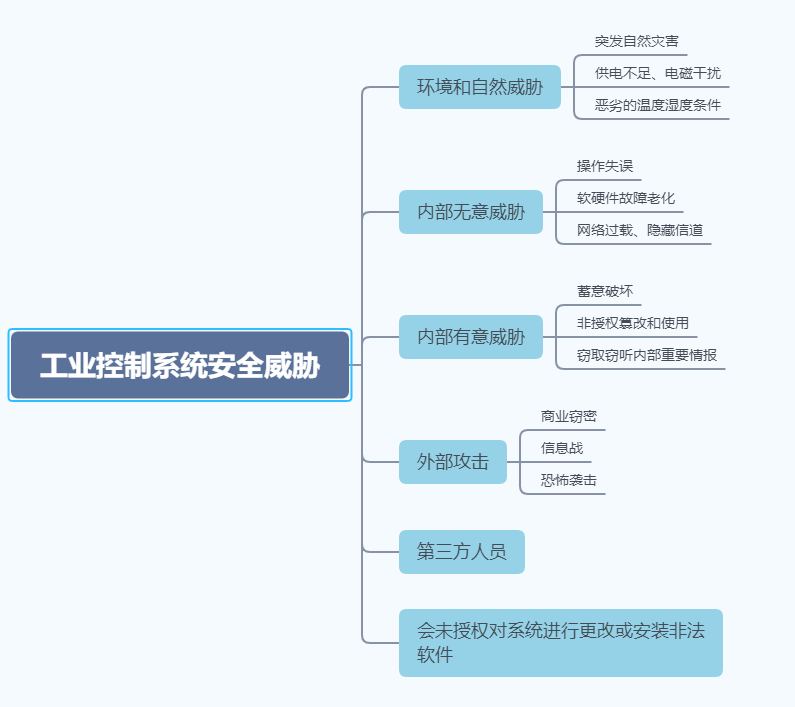 工业控制系统安全威胁
环境和自然威胁
突发自然灾害
供电不足、电磁干扰
恶劣的温度湿度条件
内部无意威胁
操作失误
软硬件故障老化
网络过载、隐藏信道
内部有意威胁
蓄意破坏
非授权篡改和使用
窃取窃听内部重要情报
外部攻击
商业窃密
信息战
恐怖袭击
第三方人员
会未授权对系统进行更改或安装非法
软件